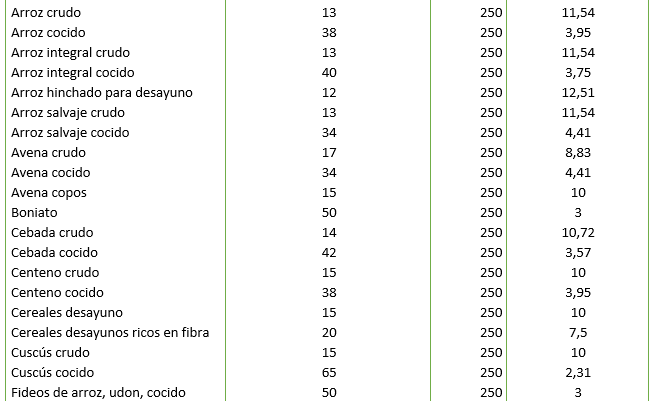 Arroz crudo 13 250 11,54
Arroz cocido 38 250 3,95
Arroz integral crudo 13 250 11,54
Arroz integral cocido 40 250 3,75
Arroz hinchado para desayuno 12 250 12,51
Arroz salvaje crudo 13 250 11,54
Arroz salvaje cocido 34 250 4,41
Avena crudo 17 250 8,83
Avena cocido 34 250 4,41
Avena copos 15 250 10
Boniato 50 250 3
Cebada crudo 14 250 10,72
Cebada cocido 42 250 3,57
Centeno crudo 15 250 10
Centeno cocido 38 250 3,95
Cereales desayuno 15 250 10
Cereales desayunos ricos en fibra 20 250 7,5
Cuscús crudo 15 250 10
Cuscús cocido 65 250 2,31
Fideos de arroz, udon, cocido 50 250 3